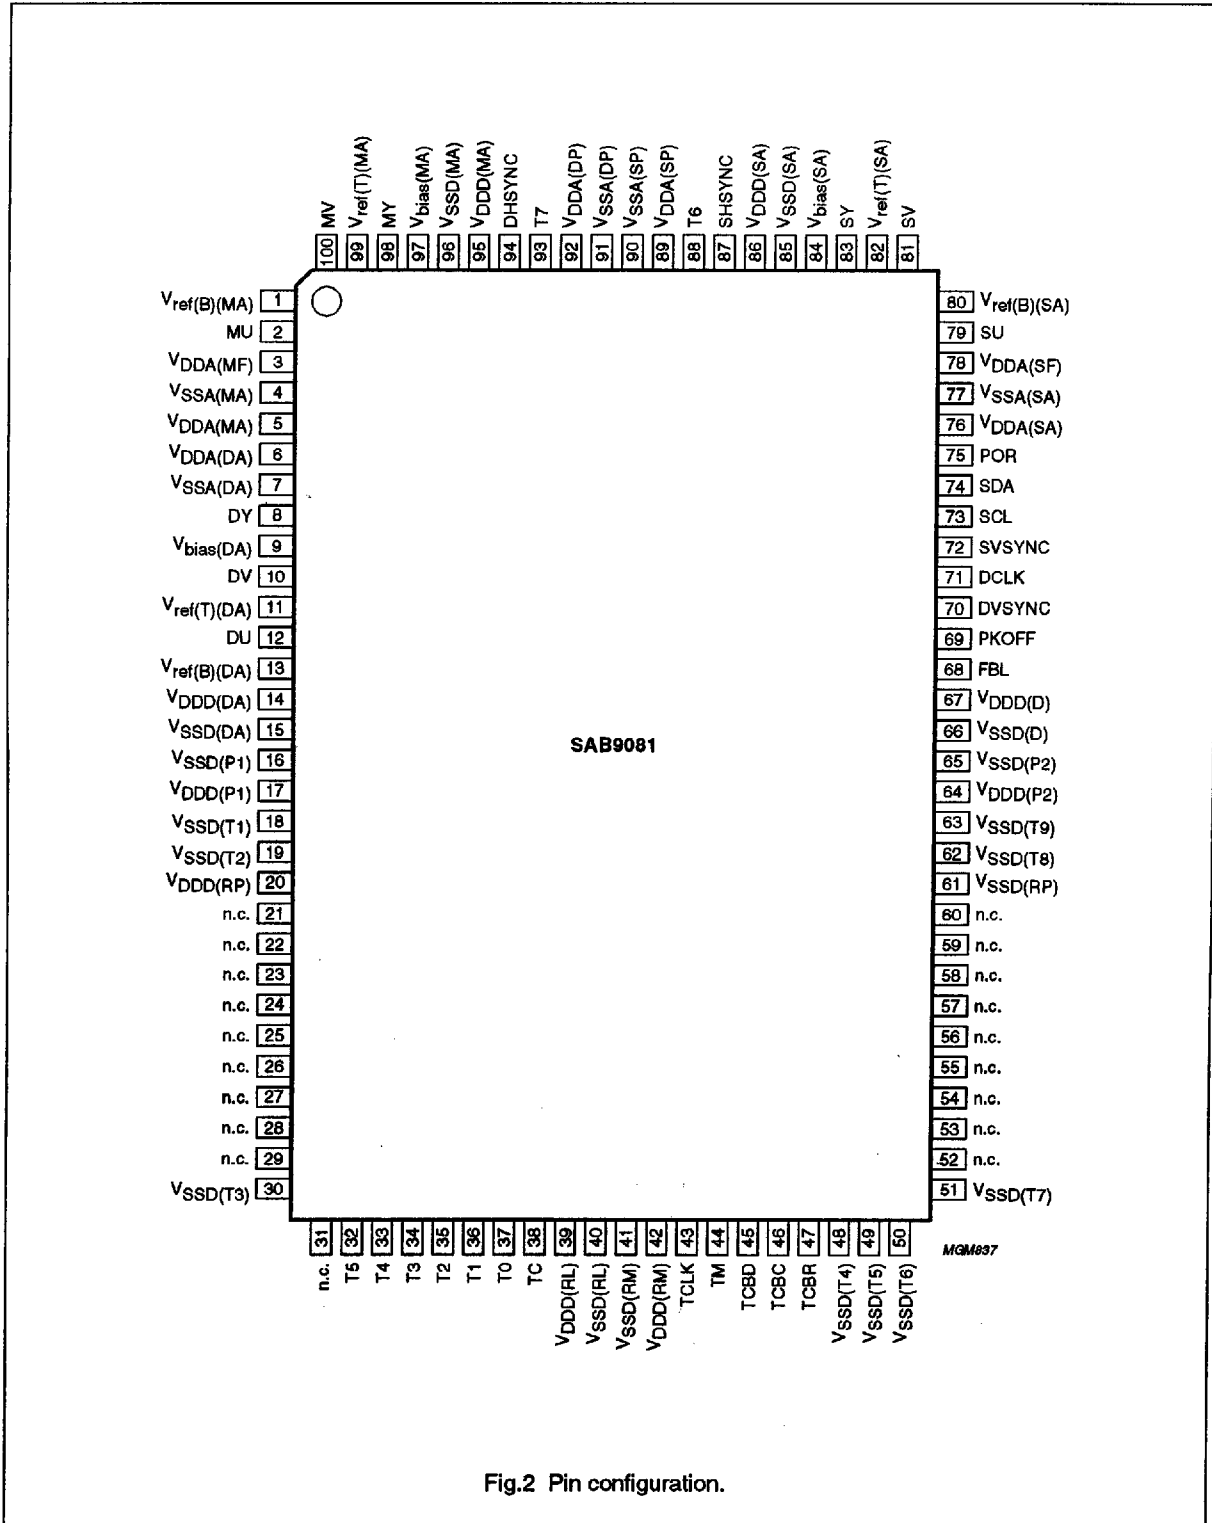 100 MV
99 Vref(T)(MA)
98 MY
97 Vbias(MA)
96 VSSD(MA)
95 VDDD(MA)
94 DHSYNC
93 T7
92 VDDA(DP)
91 VSSA(DP)
90 VSSA(SP)
89 VDDA(SP)
88 T6
87 SHSYNC
86 VDDD(SA)
85 VSSD(SA)
84 Vbias(SA)
83 SY
82 Vref(T)(SA)
81 SV
Vref(B)(MA) 1
MU 2
VDDA(MF) 3
VSSA(MA) 4
VDDA(MA) 5
VDDA(DA) 6
VSSA(DA) 7
DY 8
Vbias(DA) 9
DV 10
Vref(T)(DA) 11
DU 12
Vref(B)(DA) 13
VDDD(DA) 14
VSSD(DA) 15
VSSD(P1) 16
VDDD(P1) 17
VSSD(T1) 18
VSSD(T2) 19
VDDD(RP) 20
n.c. 21
n.c. 22
n.c. 23
n.c. 24
n.c. 25
n.c. 26
n.c. 27
n.c. 28
n.c. 29
VSSD(T3) 30
SAB9081
80 Vref(B)(SA)
79 SU
78 VDDA(SF)
77 VSSA(SA)
76 VDDA(SA)
75 POR
74 SDA
73 SCL
72 SVSYNC
71 DCLK
70 DVSYNC
69 PKOFF
68 FBL
67 VDDD(D)
66 VSSD(D)
65 VSSD(P2)
64 VDDD(P2)
63 VSSD(T9)
62 VSSD(T8)
61 VSSD(RP)
60 n.c.
59 n.c.
58 n.c.
57 n.c.
56 n.c.
55 n.c.
54 n.c.
53 n.c.
52 n.c.
51 VSSD(T7)
n.c. 31
T5 32
T4 33
T3 34
T2 35
T1 36
T0 37
TC 38
VDDD(RL) 39
VSSD(RL) 40
VSSD(RM) 41
VDDD(RM) 42
TCLK 43
TM 44
TCBD 45
TCBC 46
TCBR 47
VSSD(T4) 48
VSSD(T5) 49
VSSD(T6) 50
MGM837
Fig.2 Pin configuration.